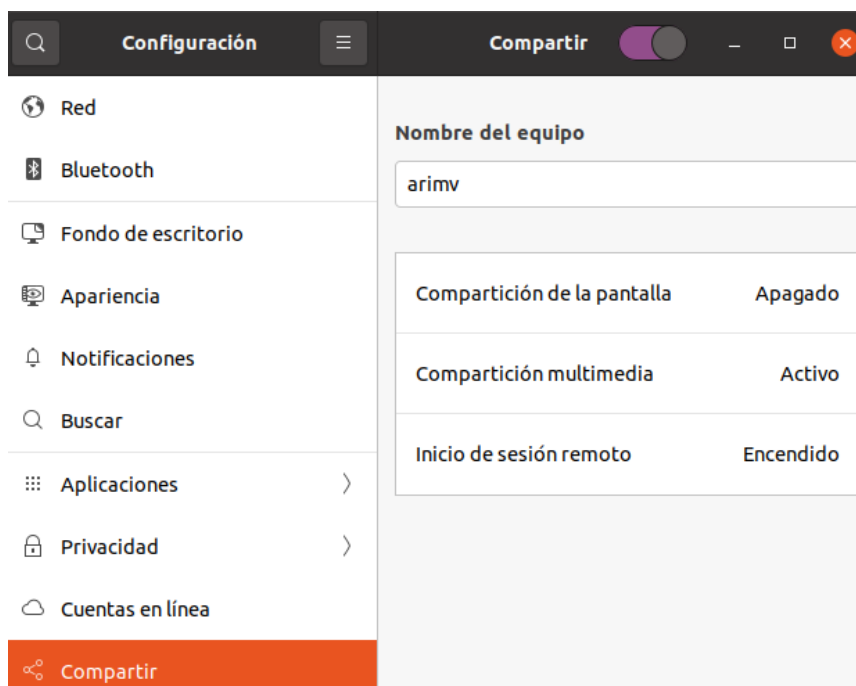 Configuración
Compartir
Red
Bluetooth
Fondo de escritorio
Apariencia
Notificaciones
Buscar
Aplicaciones
Privacidad
Cuentas en línea
Compartir
Nombre del equipo
arimv
Compartición de la pantalla Apagado
Compartición multimedia Activo
Inicio de sesión remoto Encendido